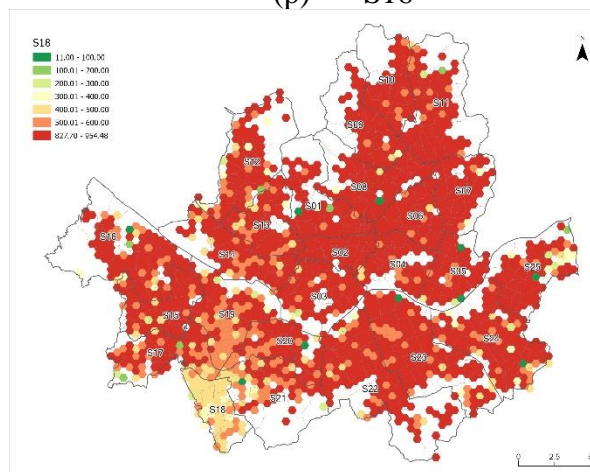 (p) S18
S18
11.00 - 100.00
100.01 - 200.00
200.01 - 300.00
300.01 - 400.00
400.01 - 500.00
500.01 - 600.00
827.70 - 954.48
S10
S11
S09
S12
S08
S07
S01
S06
S13
S16
S14
S02
S04
S05
S25
S03
S15
S19
S20
S24
S17
S23
S22
S21
S18
0 2.5